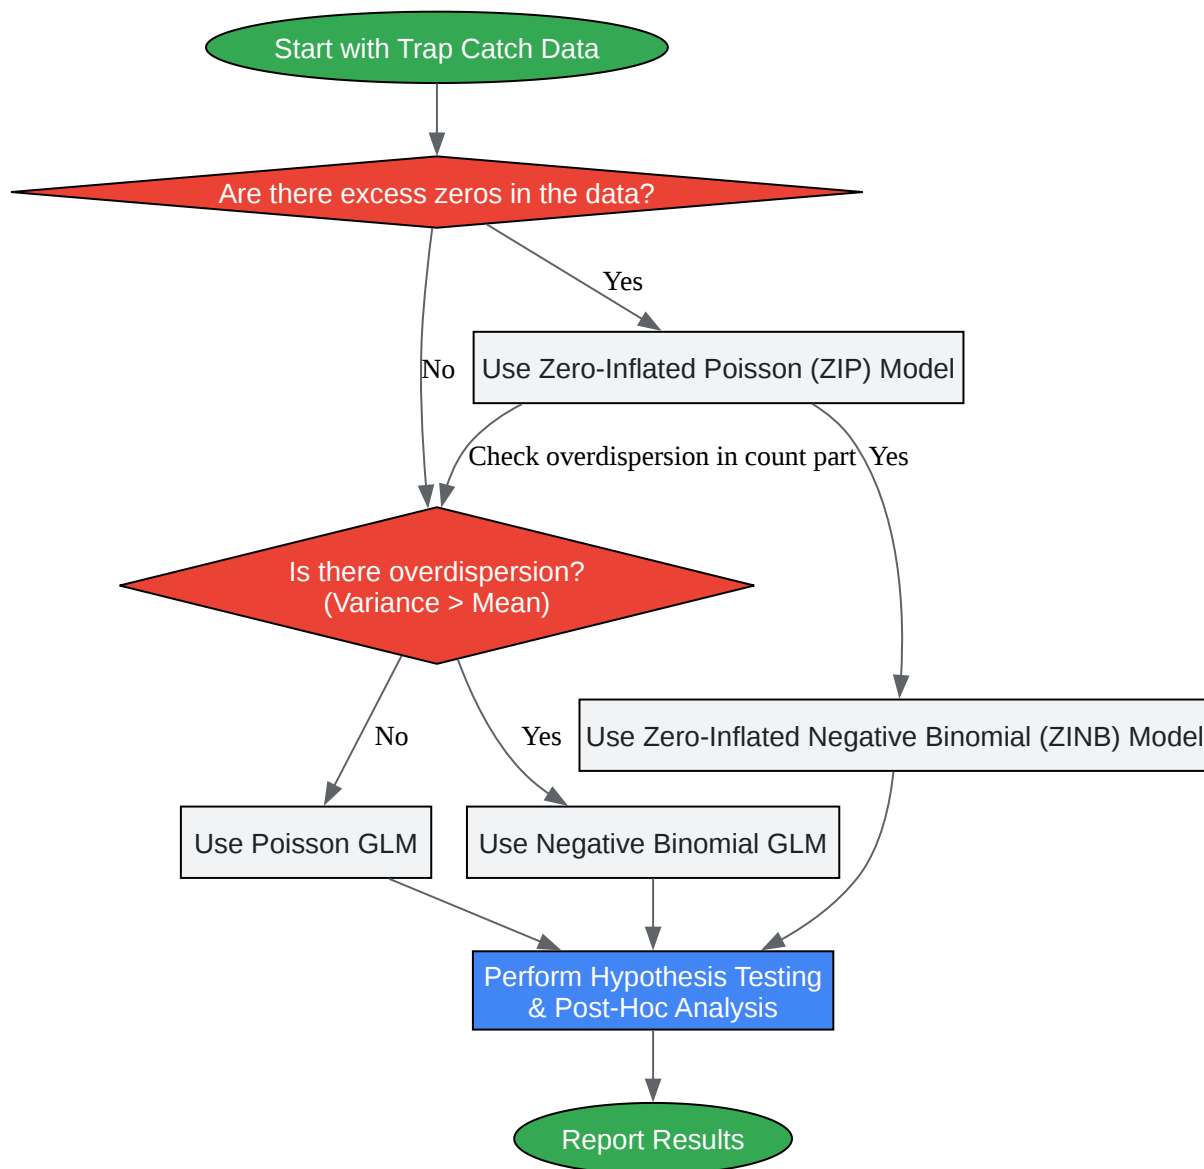 Start with Trap Catch Data
Are there excess zeros in the data?
Yes
No
Use Zero-Inflated Poisson (ZIP) Model
Check overdispersion in count part
Yes
Is there overdispersion?
(Variance > Mean)
No
Yes
Use Zero-Inflated Negative Binomial (ZINB) Model
Use Poisson GLM
Use Negative Binomial GLM
Perform Hypothesis Testing
& Post-Hoc Analysis
Report Results